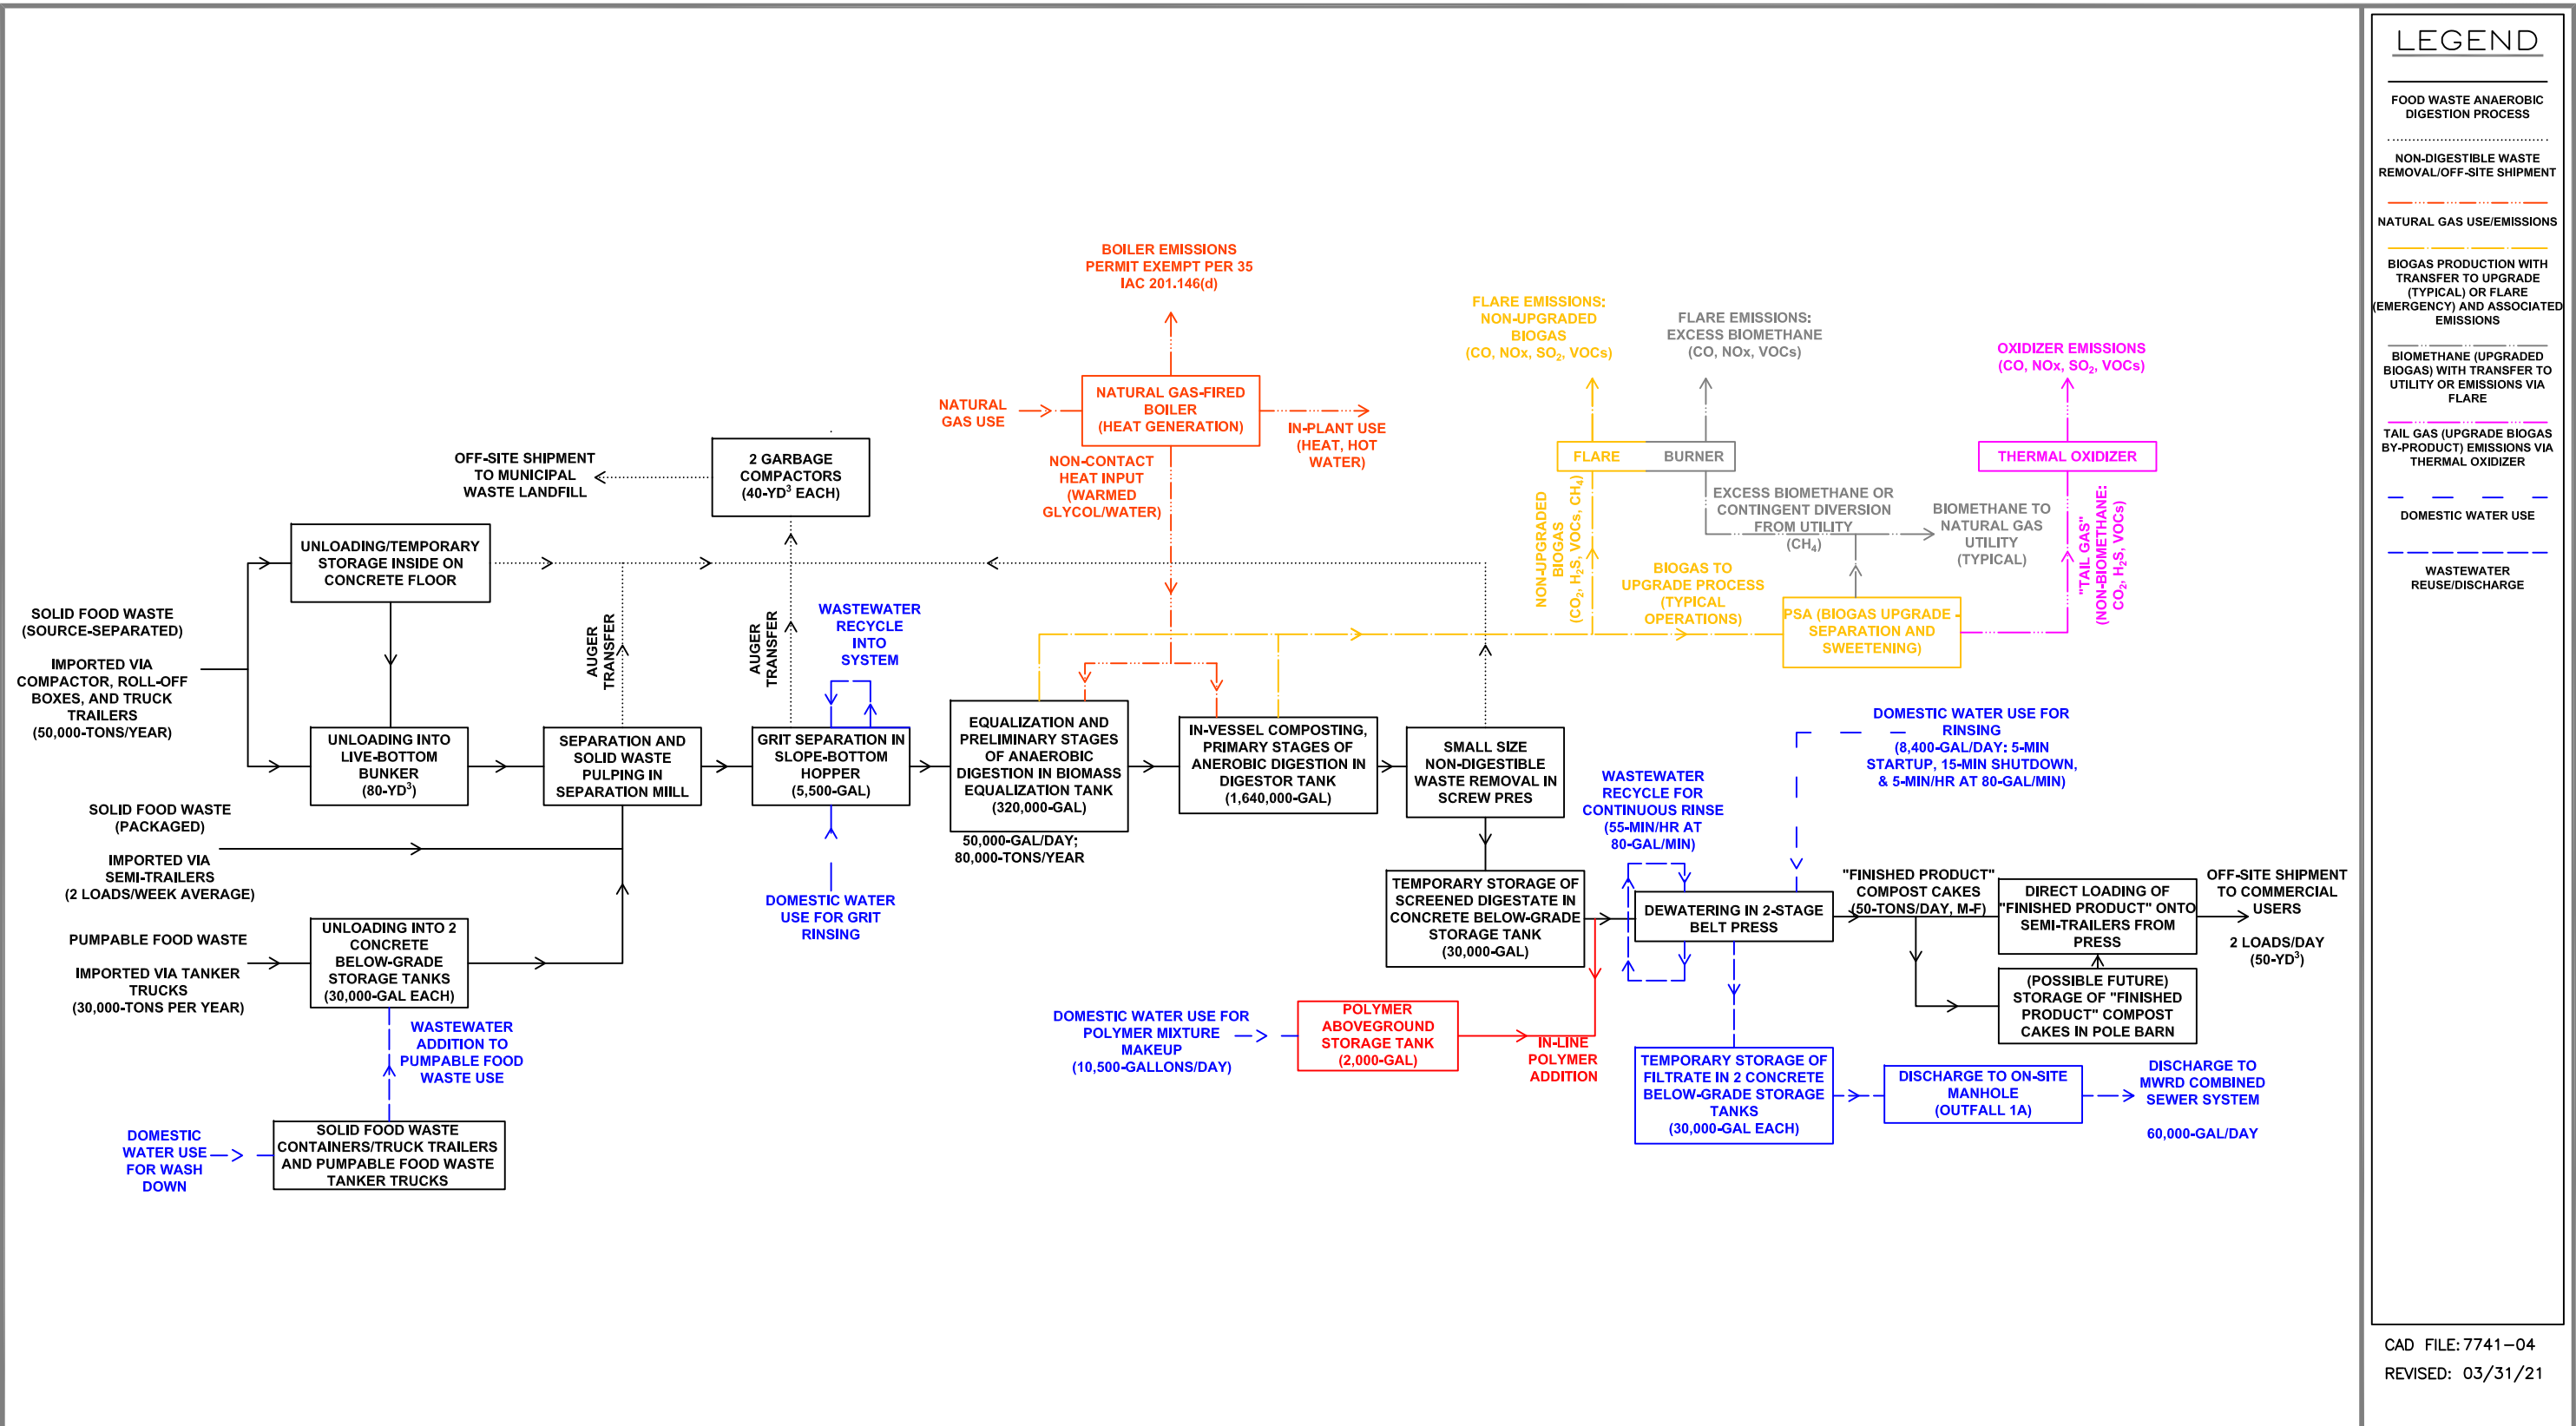 BOILER EMISSIONS
PERMIT EXEMPT PER 35
IAC 201.146(d)
NATURAL
GAS USE
NATURAL GAS-FIRED
BOILER
(HEAT GENERATION)
IN-PLANT USE
(HEAT, HOT
WATER)
NON-CONTACT
HEAT INPUT
(WARMED
GLYCOL/WATER)
FLARE EMISSIONS:
NON-UPGRADED
BIOGAS
(CO, NOx, SO₂, VOCs)
FLARE EMISSIONS:
EXCESS BIOMETHANE
(CO, NOx, VOCs)
OXIDIZER EMISSIONS
(CO, NOx, SO₂, VOCs)
FLARE
BURNER
THERMAL OXIDIZER
NON-UPGRADED
BIOGAS
(CO₂, H₂S, VOCs, CH₄)
EXCESS BIOMETHANE OR
CONTINGENT DIVERSION
FROM UTILITY
(CH₄)
BIOMETHANE TO
NATURAL GAS
UTILITY
(TYPICAL)
"TAIL GAS"
(NON-BIOMETHANE:
CO₂, H₂S, VOCs)
BIOGAS TO
UPGRADE PROCESS
(TYPICAL
OPERATIONS)
PSA (BIOGAS UPGRADE -
SEPARATION AND
SWEETENING)
OFF-SITE SHIPMENT
TO MUNICIPAL
WASTE LANDFILL
2 GARBAGE
COMPACTORS
(40-YD³ EACH)
UNLOADING/TEMPORARY
STORAGE INSIDE ON
CONCRETE FLOOR
SOLID FOOD WASTE
(SOURCE-SEPARATED)
IMPORTED VIA
COMPACTOR, ROLL-OFF
BOXES, AND TRUCK
TRAILERS
(50,000-TONS/YEAR)
AUGER
TRANSFER
AUGER
TRANSFER
WASTEWATER
RECYCLE
INTO
SYSTEM
UNLOADING INTO
LIVE-BOTTOM
BUNKER
(80-YD³)
SEPARATION AND
SOLID WASTE
PULPING IN
SEPARATION MIILL
GRIT SEPARATION IN
SLOPE-BOTTOM
HOPPER
(5,500-GAL)
EQUALIZATION AND
PRELIMINARY STAGES
OF ANAEROBIC
DIGESTION IN BIOMASS
EQUALIZATION TANK
(320,000-GAL)
50,000-GAL/DAY;
80,000-TONS/YEAR
IN-VESSEL COMPOSTING,
PRIMARY STAGES OF
ANEROBIC DIGESTION IN
DIGESTOR TANK
(1,640,000-GAL)
SMALL SIZE
NON-DIGESTIBLE
WASTE REMOVAL IN
SCREW PRES
SOLID FOOD WASTE
(PACKAGED)
IMPORTED VIA
SEMI-TRAILERS
(2 LOADS/WEEK AVERAGE)
PUMPABLE FOOD WASTE
IMPORTED VIA TANKER
TRUCKS
(30,000-TONS PER YEAR)
UNLOADING INTO 2
CONCRETE
BELOW-GRADE
STORAGE TANKS
(30,000-GAL EACH)
WASTEWATER
ADDITION TO
PUMPABLE FOOD
WASTE USE
DOMESTIC
WATER USE
FOR WASH
DOWN
SOLID FOOD WASTE
CONTAINERS/TRUCK TRAILERS
AND PUMPABLE FOOD WASTE
TANKER TRUCKS
DOMESTIC WATER
USE FOR GRIT
RINSING
TEMPORARY STORAGE OF
SCREENED DIGESTATE IN
CONCRETE BELOW-GRADE
STORAGE TANK
(30,000-GAL)
WASTEWATER
RECYCLE FOR
CONTINUOUS RINSE
(55-MIN/HR AT
80-GAL/MIN)
DOMESTIC WATER USE FOR
RINSING
(8,400-GAL/DAY: 5-MIN
STARTUP, 15-MIN SHUTDOWN,
& 5-MIN/HR AT 80-GAL/MIN)
DEWATERING IN 2-STAGE
BELT PRESS
"FINISHED PRODUCT"
COMPOST CAKES
(50-TONS/DAY, M-F)
DIRECT LOADING OF
"FINISHED PRODUCT" ONTO
SEMI-TRAILERS FROM
PRESS
OFF-SITE SHIPMENT
TO COMMERCIAL
USERS
2 LOADS/DAY
(50-YD³)
(POSSIBLE FUTURE)
STORAGE OF "FINISHED
PRODUCT" COMPOST
CAKES IN POLE BARN
DOMESTIC WATER USE FOR
POLYMER MIXTURE
MAKEUP
(10,500-GALLONS/DAY)
POLYMER
ABOVEGROUND
STORAGE TANK
(2,000-GAL)
IN-LINE
POLYMER
ADDITION
TEMPORARY STORAGE OF
FILTRATE IN 2 CONCRETE
BELOW-GRADE STORAGE
TANKS
(30,000-GAL EACH)
DISCHARGE TO ON-SITE
MANHOLE
(OUTFALL 1A)
DISCHARGE TO
MWRD COMBINED
SEWER SYSTEM
60,000-GAL/DAY
LEGEND
FOOD WASTE ANAEROBIC
DIGESTION PROCESS
NON-DIGESTIBLE WASTE
REMOVAL/OFF-SITE SHIPMENT
NATURAL GAS USE/EMISSIONS
BIOGAS PRODUCTION WITH
TRANSFER TO UPGRADE
(TYPICAL) OR FLARE
(EMERGENCY) AND ASSOCIATED
EMISSIONS
BIOMETHANE (UPGRADED
BIOGAS) WITH TRANSFER TO
UTILITY OR EMISSIONS VIA
FLARE
TAIL GAS (UPGRADE BIOGAS
BY-PRODUCT) EMISSIONS VIA
THERMAL OXIDIZER
DOMESTIC WATER USE
WASTEWATER
REUSE/DISCHARGE
CAD FILE: 7741-04
REVISED: 03/31/21